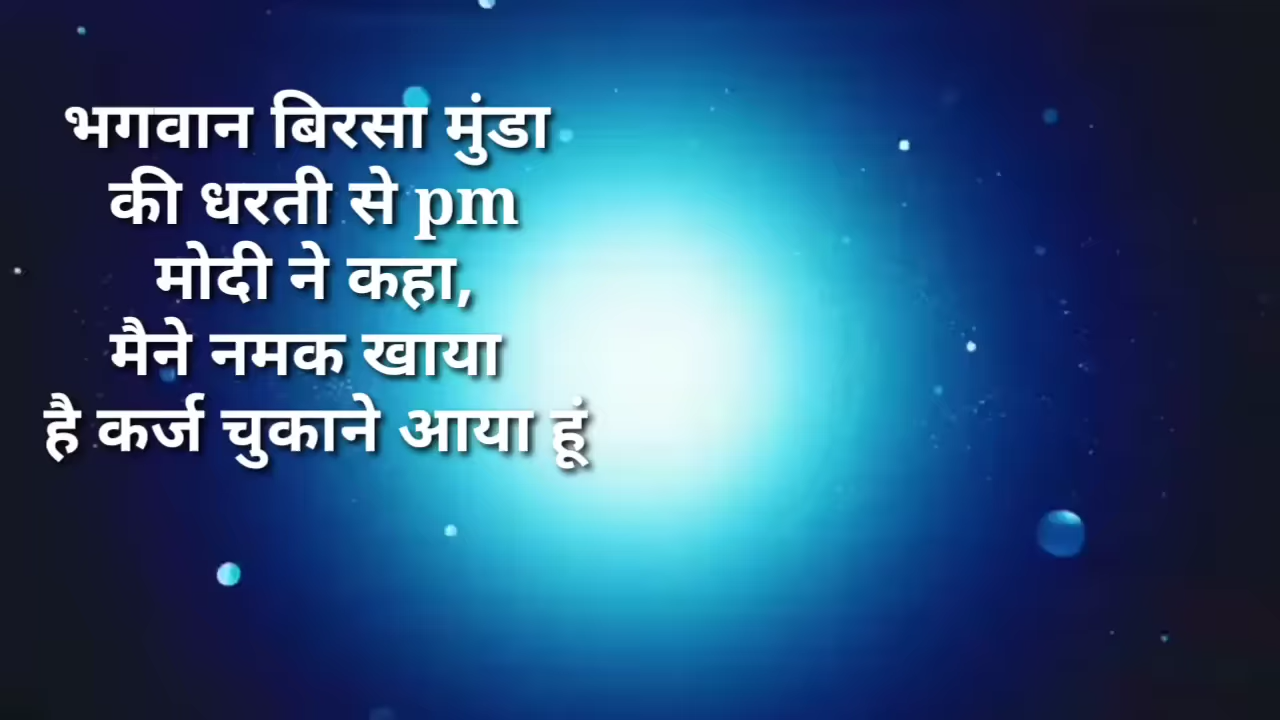 भगवान बिरसा मुंडा
की धरती से pm
मोदी ने कहा,
मैने नमक खाया
है कर्ज चुकाने आया हूं